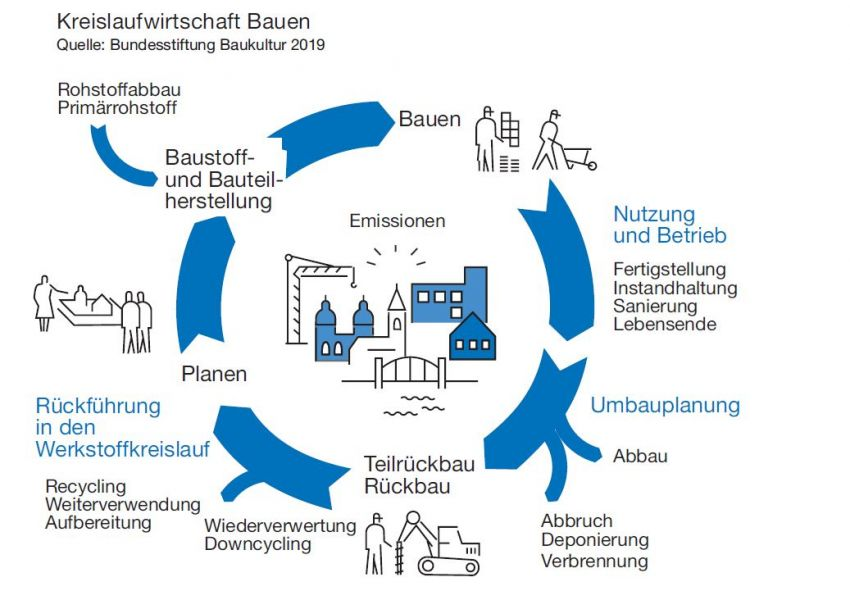 Kreislaufwirtschaft Bauen
Quelle: Bundesstiftung Baukultur 2019
Rohstoffabbau
Primärrohstoff
Baustoff-
und Bauteil-
herstellung
Bauen
Nutzung
und Betrieb
Fertigstellung
Instandhaltung
Sanierung
Lebensende
Emissionen
Planen
Umbauplanung
Abbau
Abbruch
Deponierung
Verbrennung
Teilrückbau
Rückbau
Wiederverwertung
Downcycling
Rückführung
in den
Werkstoffkreislauf
Recycling
Weiterverwendung
Aufbereitung